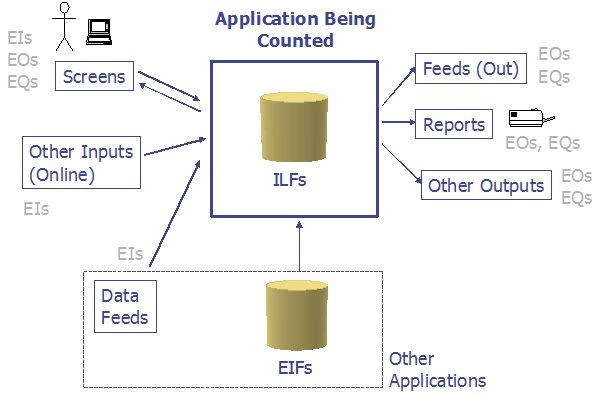 Application Being
Counted
EIs
EOs
EQs
Screens
Other Inputs
(Online)
EIs
EIs
Data
Feeds
ILFs
EIFs
Other
Applications
Feeds (Out)
EOs
EQs
Reports
EOs, EQs
Other Outputs
EOs
EQs